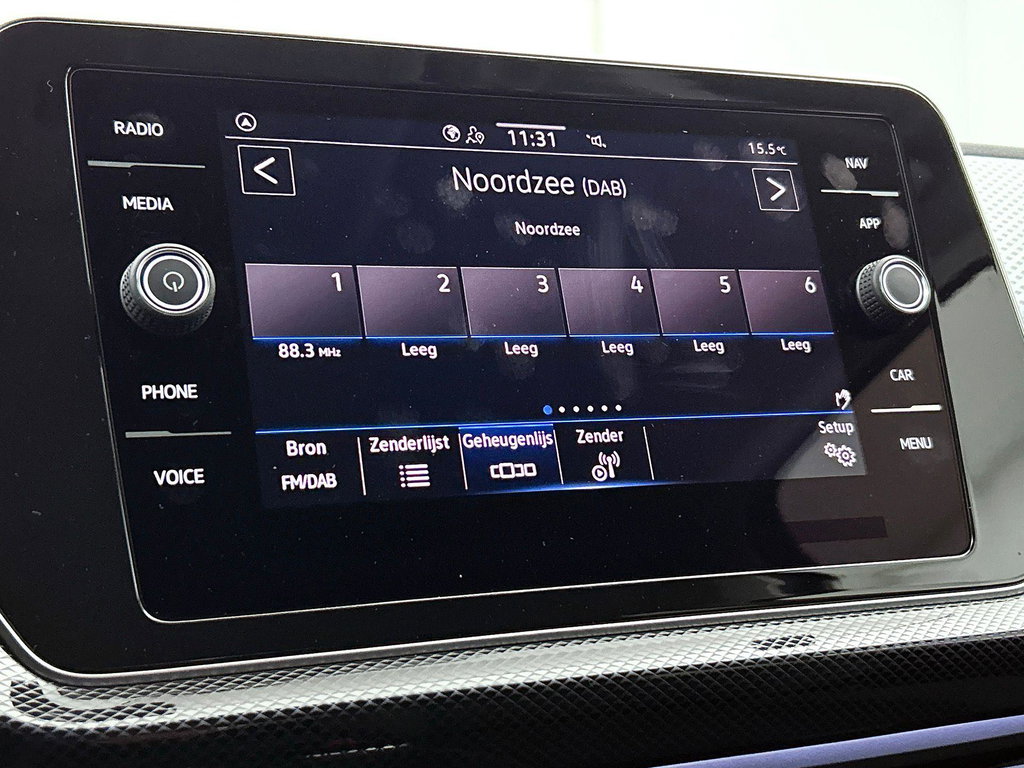 RADIO
MEDIA
PHONE
VOICE
11:31
15.5°C
Noordzee (DAB)
Noordzee
1 2 3 4 5 6
88.3 MHz Leeg Leeg Leeg Leeg Leeg
Bron Zenderlijst Geheugenlijs Zender Setup
FM/DAB
NAV
APP
CAR
MENU